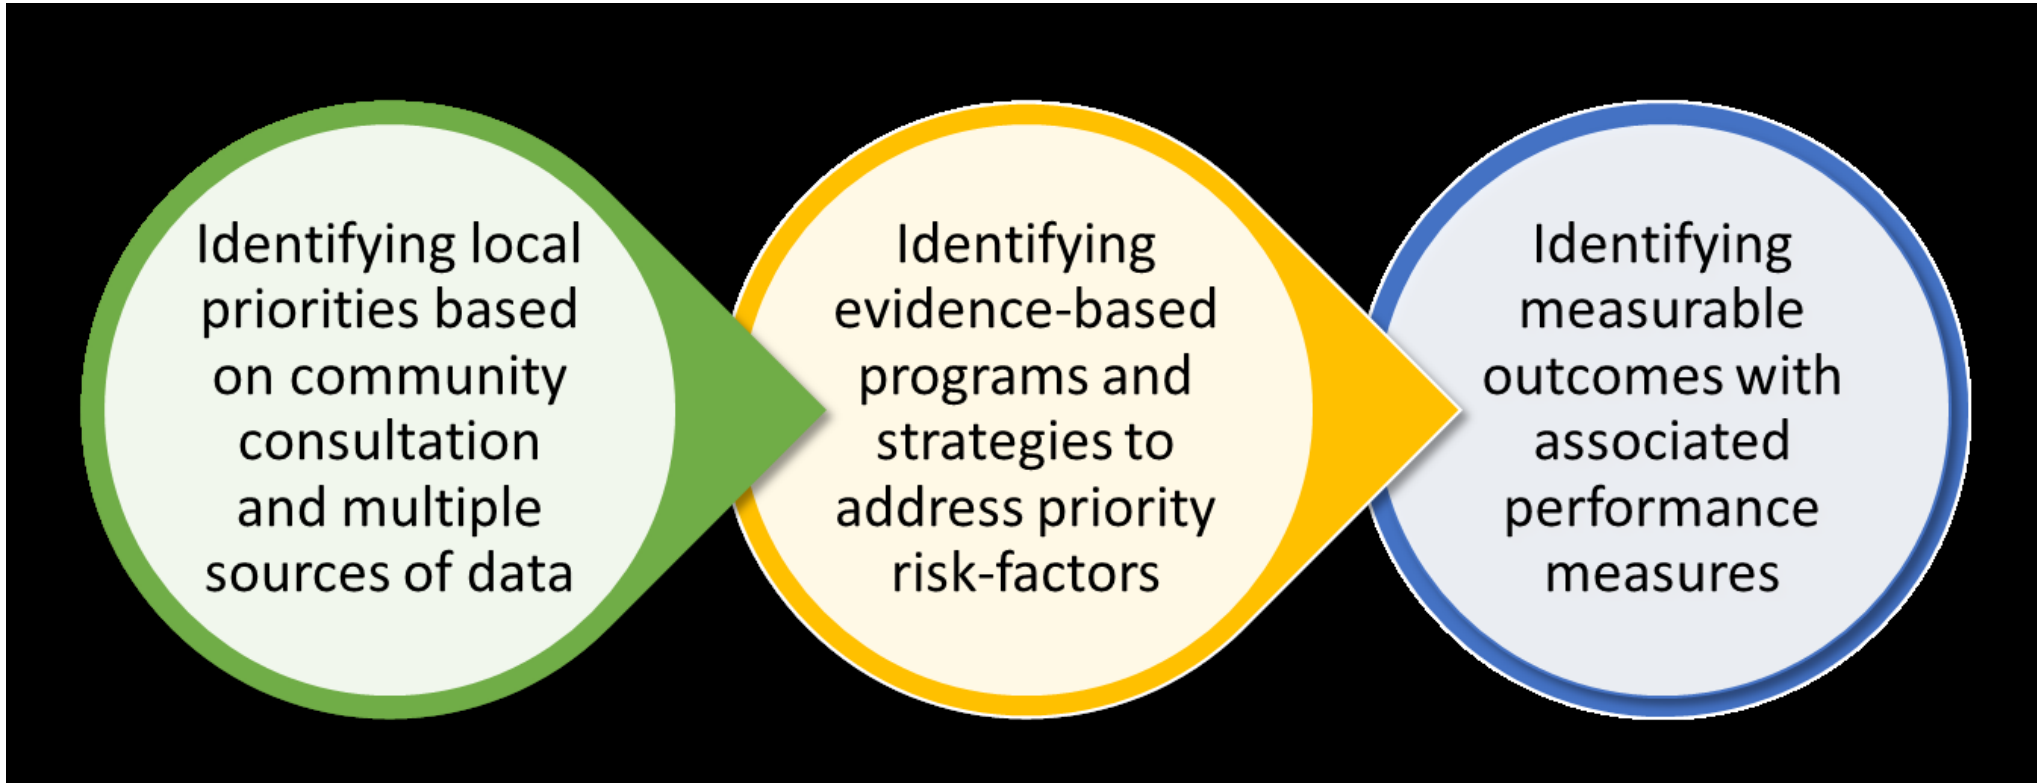 Identifying local
priorities based
on community
consultation
and multiple
sources of data
Identifying
evidence-based
programs and
strategies to
address priority
risk-factors
Identifying
measurable
outcomes with
associated
performance
measures